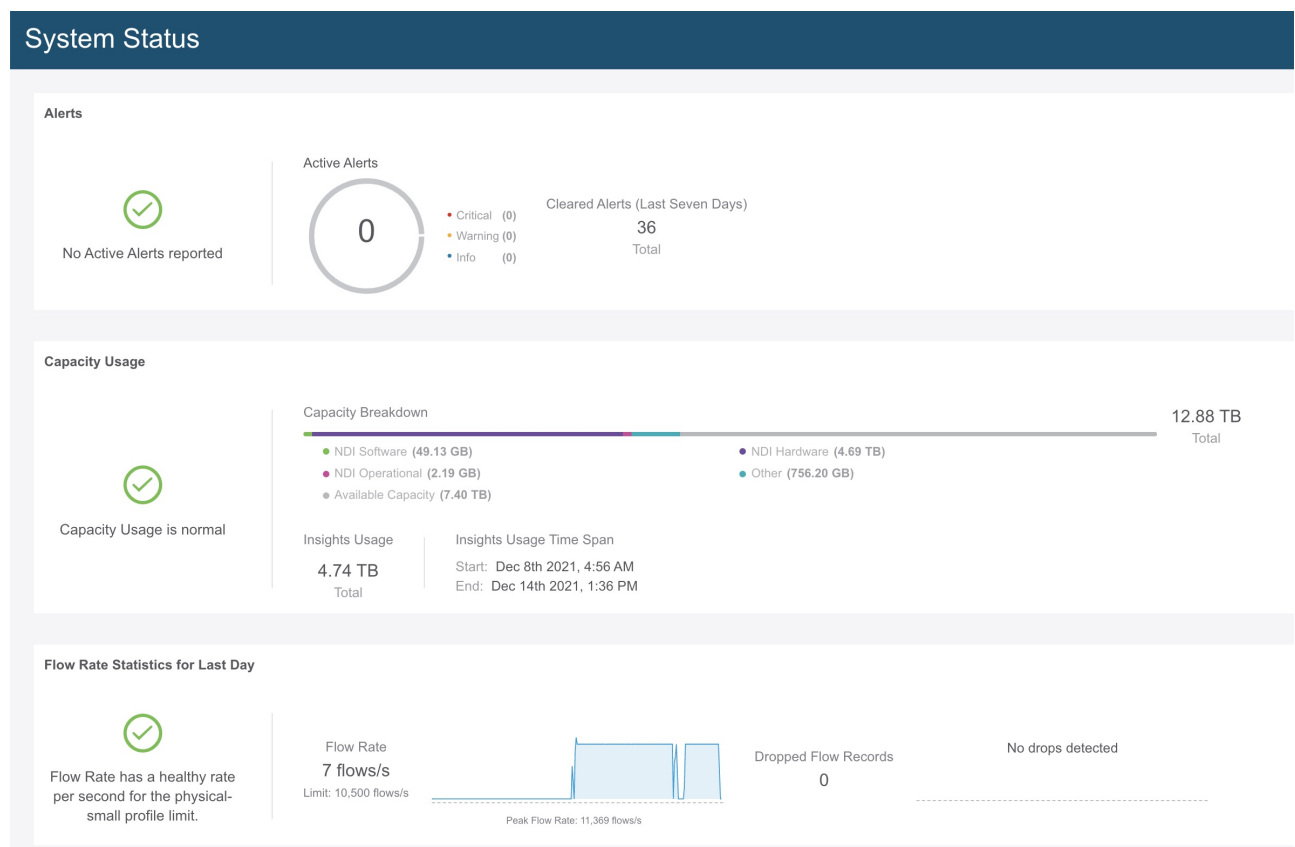 System Status
Alerts
No Active Alerts reported
Active Alerts
0
Critical (0)
Warning (0)
Info (0)
Cleared Alerts (Last Seven Days)
36
Total
Capacity Usage
Capacity Usage is normal
Capacity Breakdown
12.88 TB
Total
NDI Software (49.13 GB)
NDI Hardware (4.69 TB)
NDI Operational (2.19 GB)
Other (756.20 GB)
Available Capacity (7.40 TB)
Insights Usage
4.74 TB
Total
Insights Usage Time Span
Start: Dec 8th 2021, 4:56 AM
End: Dec 14th 2021, 1:36 PM
Flow Rate Statistics for Last Day
Flow Rate has a healthy rate
per second for the physical-
small profile limit.
Flow Rate
7 flows/s
Limit: 10,500 flows/s
Peak Flow Rate: 11,369 flows/s
Dropped Flow Records
0
No drops detected